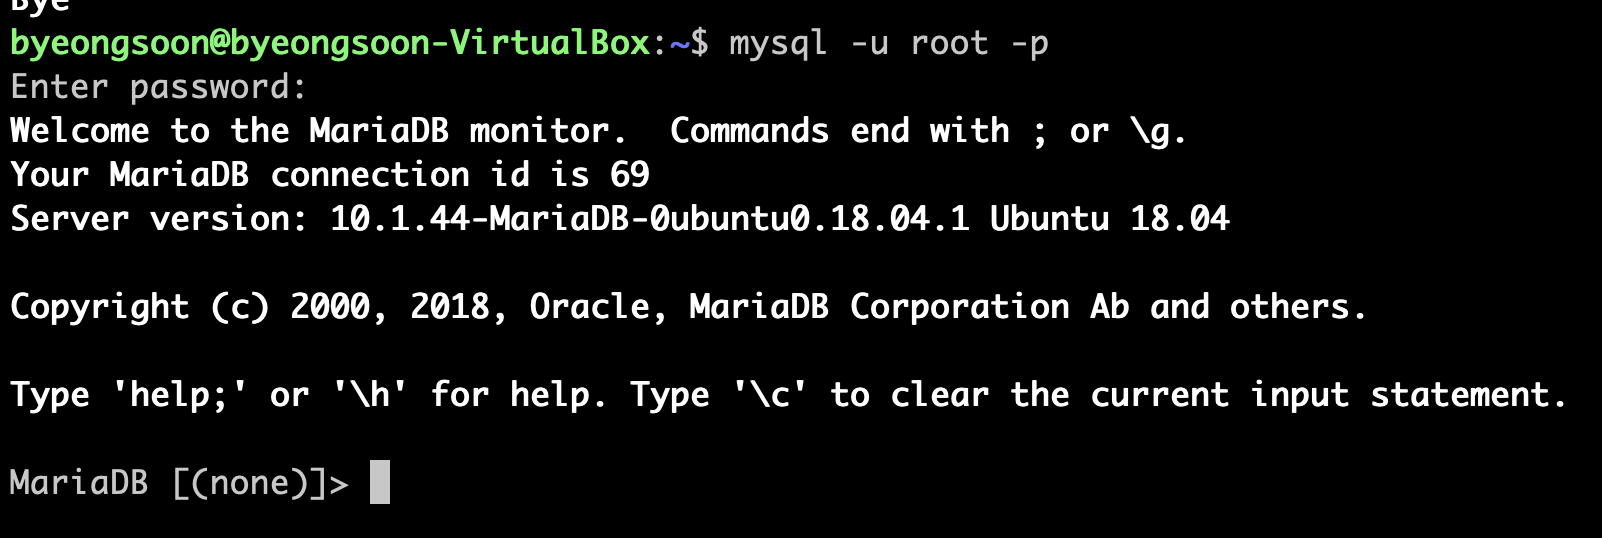 Bye
byeongsoon@byeongsoon-VirtualBox:~$ mysql -u root -p
Enter password:
Welcome to the MariaDB monitor.  Commands end with ; or \g.
Your MariaDB connection id is 69
Server version: 10.1.44-MariaDB-0ubuntu0.18.04.1 Ubuntu 18.04
Copyright (c) 2000, 2018, Oracle, MariaDB Corporation Ab and others.
Type 'help;' or '\h' for help. Type '\c' to clear the current input statement.
MariaDB [(none)]>